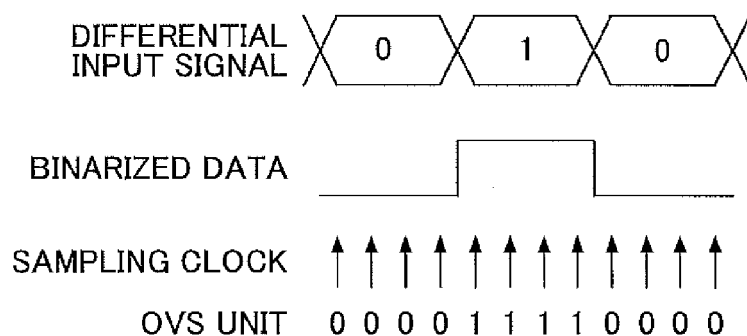 DIFFERENTIAL
INPUT SIGNAL
0 1 0
BINARIZED DATA
SAMPLING CLOCK
OVS UNIT 0 0 0 0 1 1 1 1 0 0 0 0